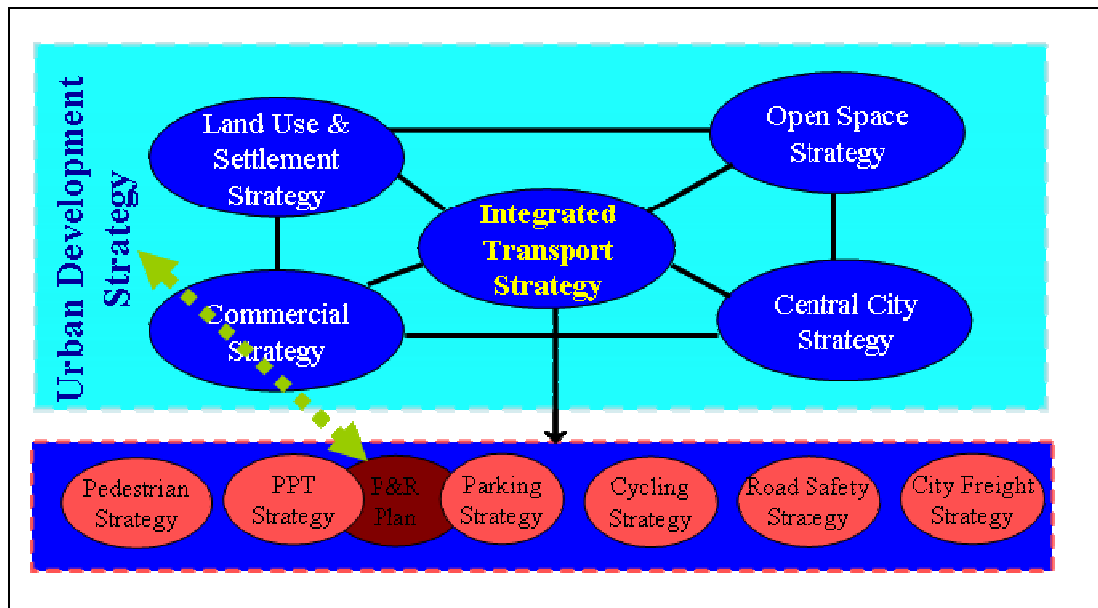 Urban Development
Strategy
Land Use &
Settlement
Strategy
Open Space
Strategy
Integrated
Transport
Strategy
Commercial
Strategy
Central City
Strategy
Pedestrian
Strategy
PPT
Strategy
P&R
Plan
Parking
Strategy
Cycling
Strategy
Road Safety
Strategy
City Freight
Strategy